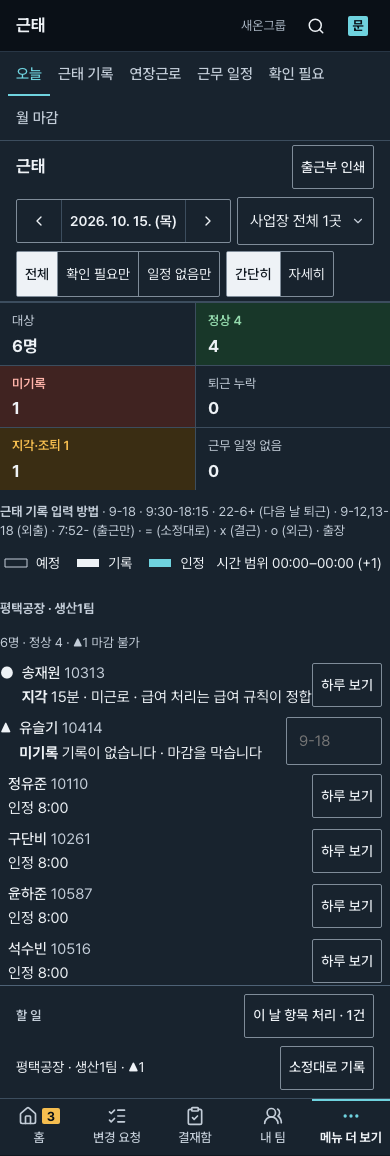 근태
새온그룹
문
오늘 근태 기록 연장근로 근무 일정 확인 필요
월 마감
근태
출근부 인쇄
2026. 10. 15. (목)
사업장 전체 1곳
전체 확인 필요만 일정 없음만 간단히 자세히
대상
6명
정상 4
4
미기록
1
퇴근 누락
0
지각·조퇴 1
1
근무 일정 없음
0
근태 기록 입력 방법 · 9-18 · 9:30-18:15 · 22-6+ (다음 날 퇴근) · 9-12,13-
18 (외출) · 7:52- (출근만) · = (소정대로) · x (결근) · o (외근) · 출장
예정 기록 인정 시간 범위 00:00–00:00 (+1)
평택공장 · 생산1팀
6명 · 정상 4 · ▲1 마감 불가
송재원 10313
지각 15분 · 미근로 · 급여 처리는 급여 규칙이 정합
하루 보기
▲ 유슬기 10414
미기록 기록이 없습니다 · 마감을 막습니다
9-18
정유준 10110
인정 8:00
하루 보기
구단비 10261
인정 8:00
하루 보기
윤하준 10587
인정 8:00
하루 보기
석수빈 10516
인정 8:00
하루 보기
할 일
이 날 항목 처리 · 1건
평택공장 · 생산1팀 · ▲1
소정대로 기록
3
홈 변경 요청 결재함 내 팀 메뉴 더 보기